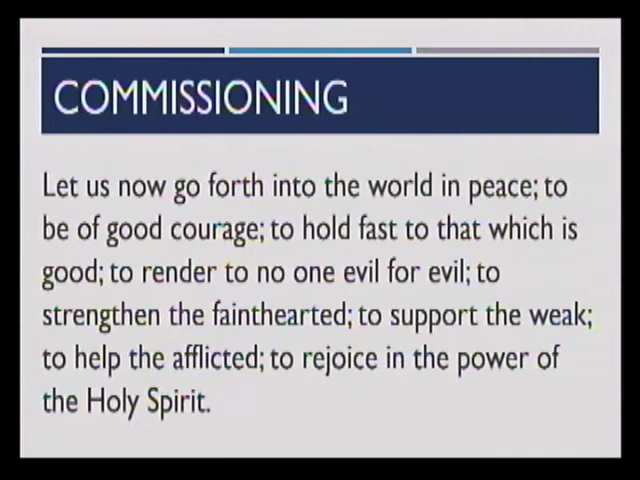 COMMISSIONING
Let us now go forth into the world in peace; to
be of good courage; to hold fast to that which is
good; to render to no one evil for evil; to
strengthen the fainthearted; to support the weak;
to help the afflicted; to rejoice in the power of
the Holy Spirit.